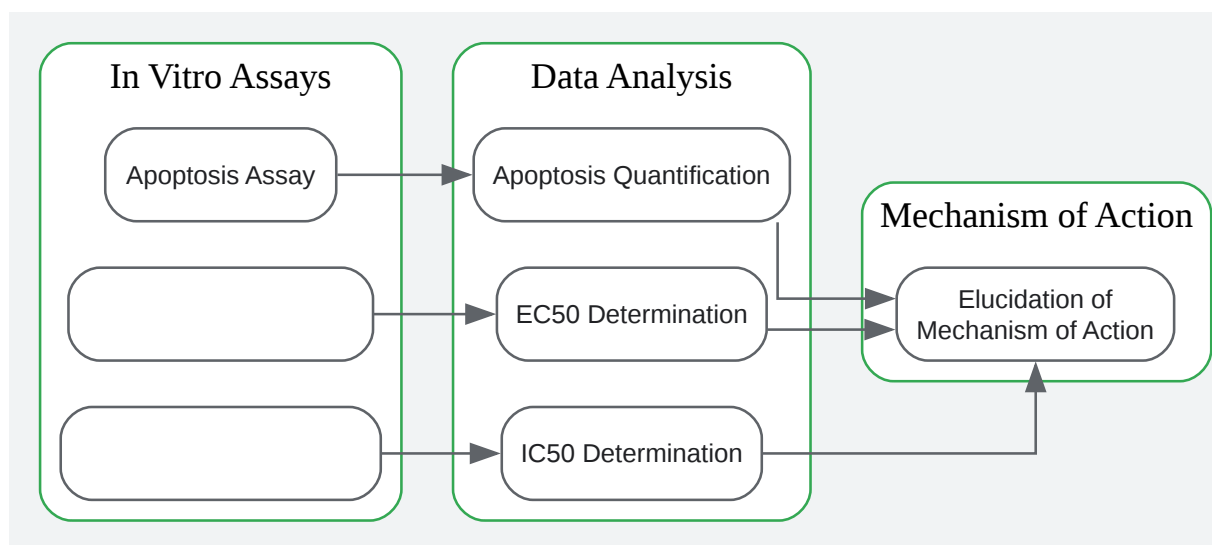 In Vitro Assays
Apoptosis Assay
Data Analysis
Apoptosis Quantification
EC50 Determination
IC50 Determination
Mechanism of Action
Elucidation of
Mechanism of Action